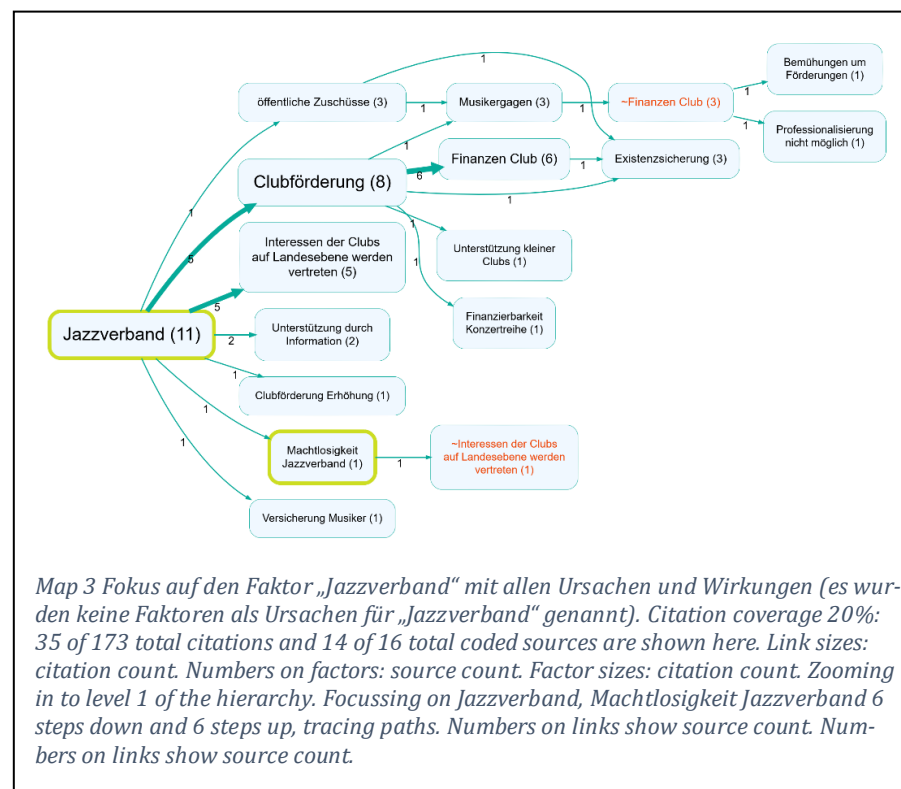 1
Bemühungen um
Förderungen (1)
öffentliche Zuschüsse (3)
1
Musikergagen (3)
1
~Finanzen Club (3)
1
1
Professionalisierung
nicht möglich (1)
1
Finanzen Club (6)
1
Existenzsicherung (3)
Clubförderung (8)
6
1
1
1
Interessen der Clubs
auf Landesebene werden
vertreten (5)
Unterstützung kleiner
Clubs (1)
5
1
5
Finanzierbarkeit
Konzertreihe (1)
Jazzverband (11)
2
Unterstützung durch
Information (2)
1
Clubförderung Erhöhung (1)
1
Machtlosigkeit
Jazzverband (1)
1
~Interessen der Clubs
auf Landesebene werden
vertreten (1)
1
Versicherung Musiker (1)
Map 3 Fokus auf den Faktor „Jazzverband“ mit allen Ursachen und Wirkungen (es wur-
den keine Faktoren als Ursachen für „Jazzverband“ genannt). Citation coverage 20%:
35 of 173 total citations and 14 of 16 total coded sources are shown here. Link sizes:
citation count. Numbers on factors: source count. Factor sizes: citation count. Zooming
in to level 1 of the hierarchy. Focussing on Jazzverband, Machtlosigkeit Jazzverband 6
steps down and 6 steps up, tracing paths. Numbers on links show source count. Num-
bers on links show source count.